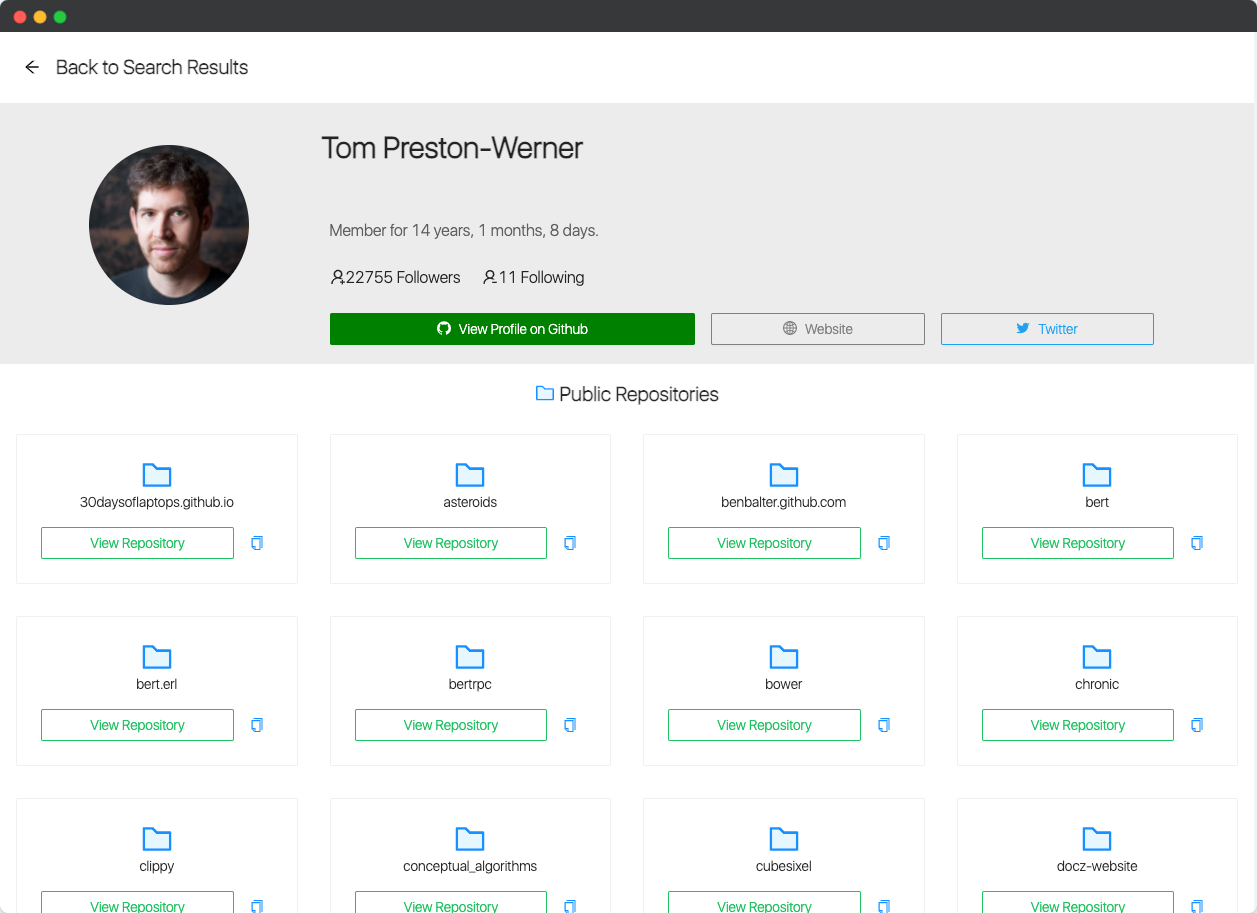 Back to Search Results
Tom Preston-Werner
Member for 14 years, 1 months, 8 days.
22755 Followers 11 Following
View Profile on Github Website Twitter
Public Repositories
30daysoflaptops.github.io asteroids benbalter.github.com bert
View Repository View Repository View Repository View Repository
bert.erl bertrpc bower chronic
View Repository View Repository View Repository View Repository
clippy conceptual_algorithms cubesixel docz-website
View Repository View Repository View Repository View Repository